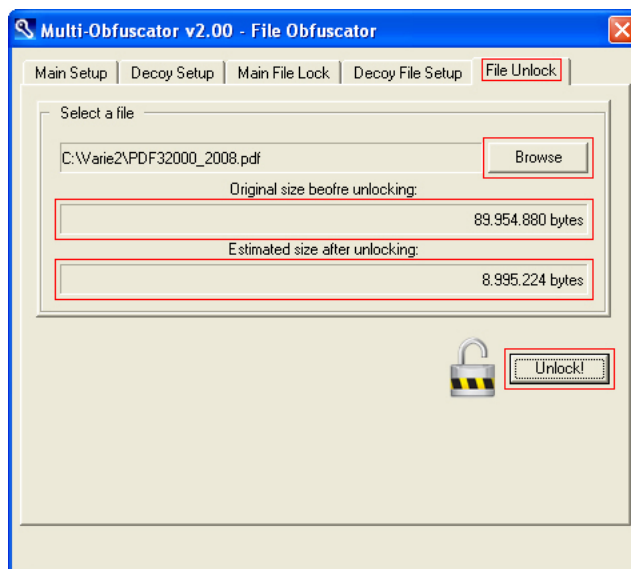 Multi-Obfuscator v2.00 - File Obfuscator
Main Setup Decoy Setup Main File Lock Decoy File Setup File Unlock
Select a file
C:\Varie2\PDF32000_2008.pdf Browse
Original size beofre unlocking:
89.954.880 bytes
Estimated size after unlocking:
8.995.224 bytes
Unlock!